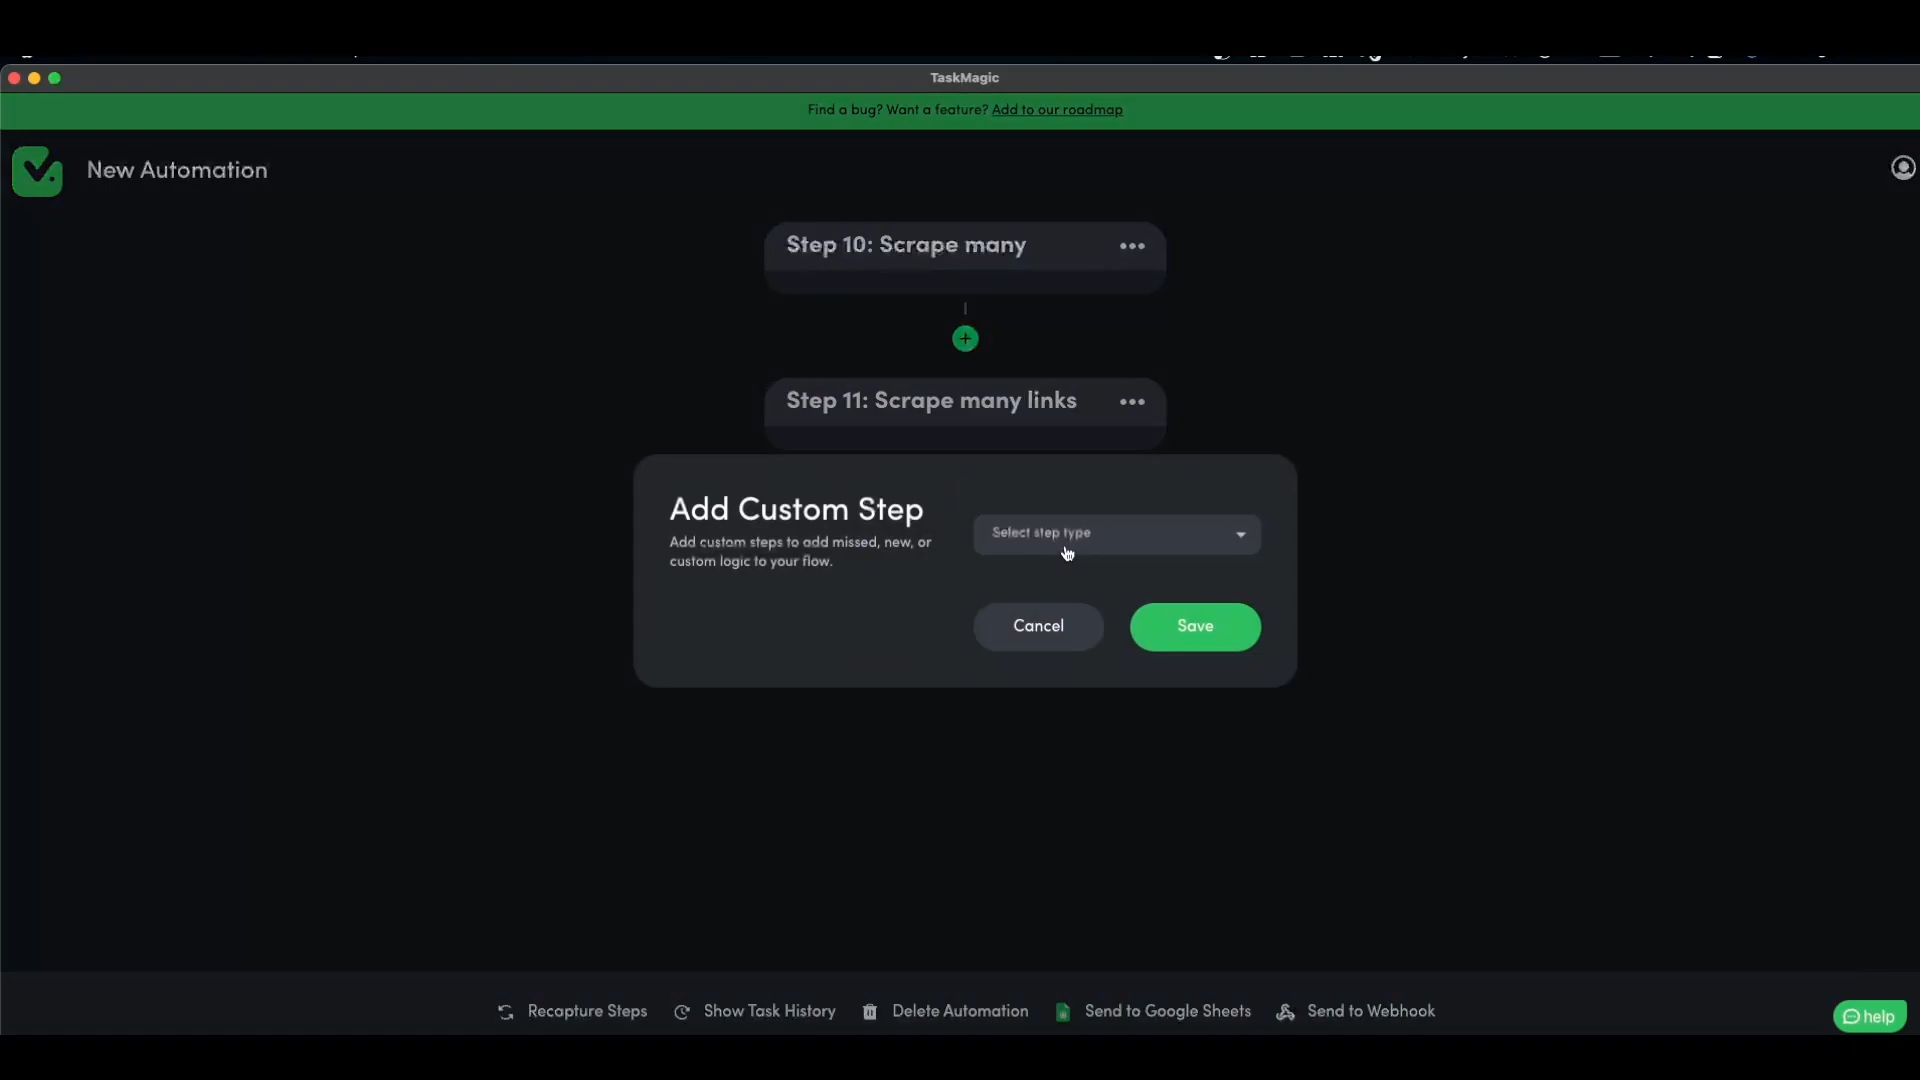 TaskMagic
Find a bug? Want a feature? Add to our roadmap
New Automation
Step 10: Scrape many
Step 11: Scrape many links
Add Custom Step
Add custom steps to add missed, new, or
custom logic to your flow.
Select step type
Cancel
Save
Recapture Steps
Show Task History
Delete Automation
Send to Google Sheets
Send to Webhook
help